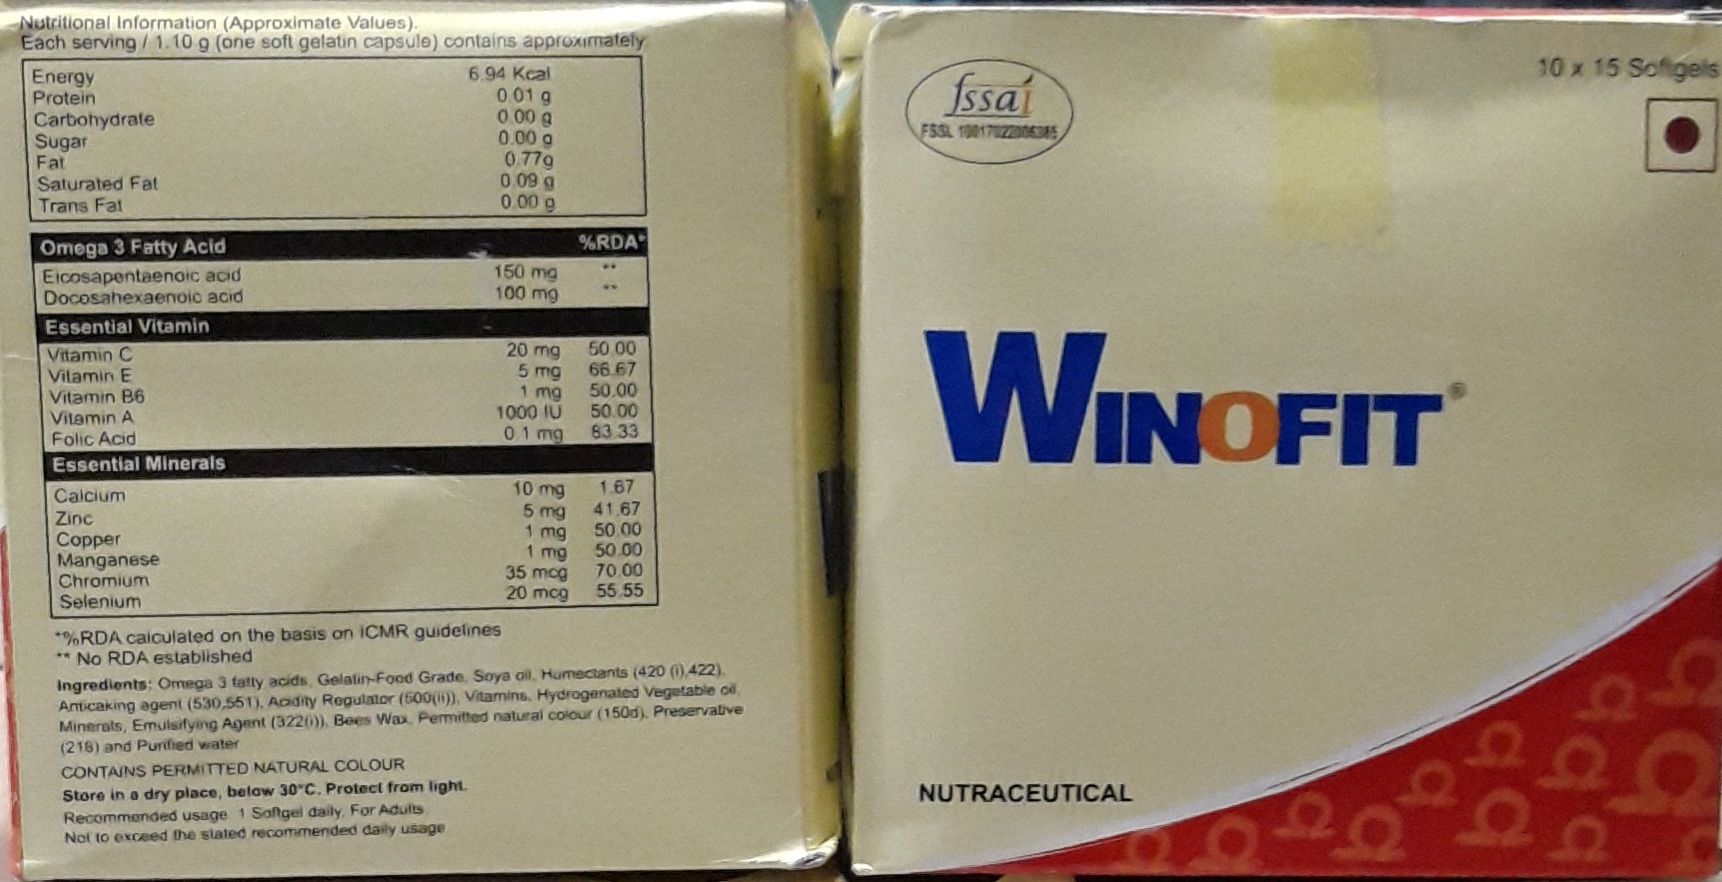 Nutritional Information (Approximate Values).
Each serving / 1.10 g (one soft gelatin capsule) contains approximately
Energy 6.94 Kcal
Protein 0.01 g
Carbohydrate 0.00 g
Sugar 0.00 g
Fat 0.77g
Saturated Fat 0.09 g
Trans Fat 0.00 g
Omega 3 Fatty Acid %RDA*
Eicosapentaenoic acid 150 mg **
Docosahexaenoic acid 100 mg **
Essential Vitamin
Vitamin C 20 mg 50.00
Vitamin E 5 mg 66.67
Vitamin B6 1 mg 50.00
Vitamin A 1000 IU 50.00
Folic Acid 0.1 mg 83.33
Essential Minerals
Calcium 10 mg 1.67
Zinc 5 mg 41.67
Copper 1 mg 50.00
Manganese 1 mg 50.00
Chromium 35 mcg 70.00
Selenium 20 mcg 55.55
*%RDA calculated on the basis on ICMR guidelines
** No RDA established
Ingredients: Omega 3 fatty acids, Gelatin-Food Grade, Soya oil, Humectants (420 (i),422),
Anticaking agent (530,551), Acidity Regulator (500(ii)), Vitamins, Hydrogenated Vegetable oil,
Minerals, Emulsifying Agent (322(i)), Bees Wax, Permitted natural colour (150d), Preservative
(218) and Purified water
CONTAINS PERMITTED NATURAL COLOUR
Store in a dry place, below 30°C. Protect from light.
Recommended usage 1 Softgel daily, For Adults
Not to exceed the stated recommended daily usage
fssai
FSSL 10017022006385
10 x 15 Softgels
WINOFIT®
NUTRACEUTICAL